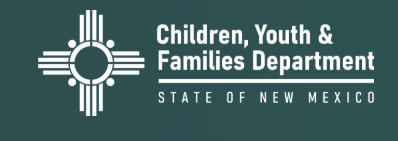 Children, Youth &
Families Department
STATE OF NEW MEXICO